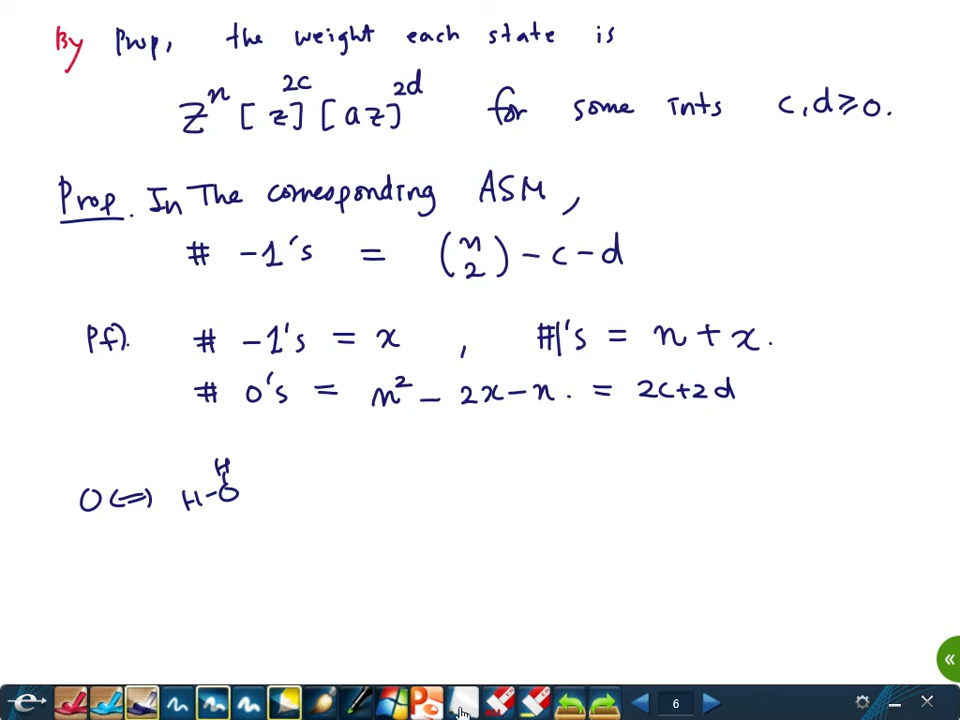 By Prop, the weight each state is
z^n [z]^{2c} [az]^{2d} for some ints c,d ≥ 0.
Prop. In The corresponding ASM,
# -1's = (n 2) - c - d
Pf). # -1's = x , #1's = n + x.
# 0's = n^2 - 2x - n. = 2c+2d
O ⟺ H-O
H
6